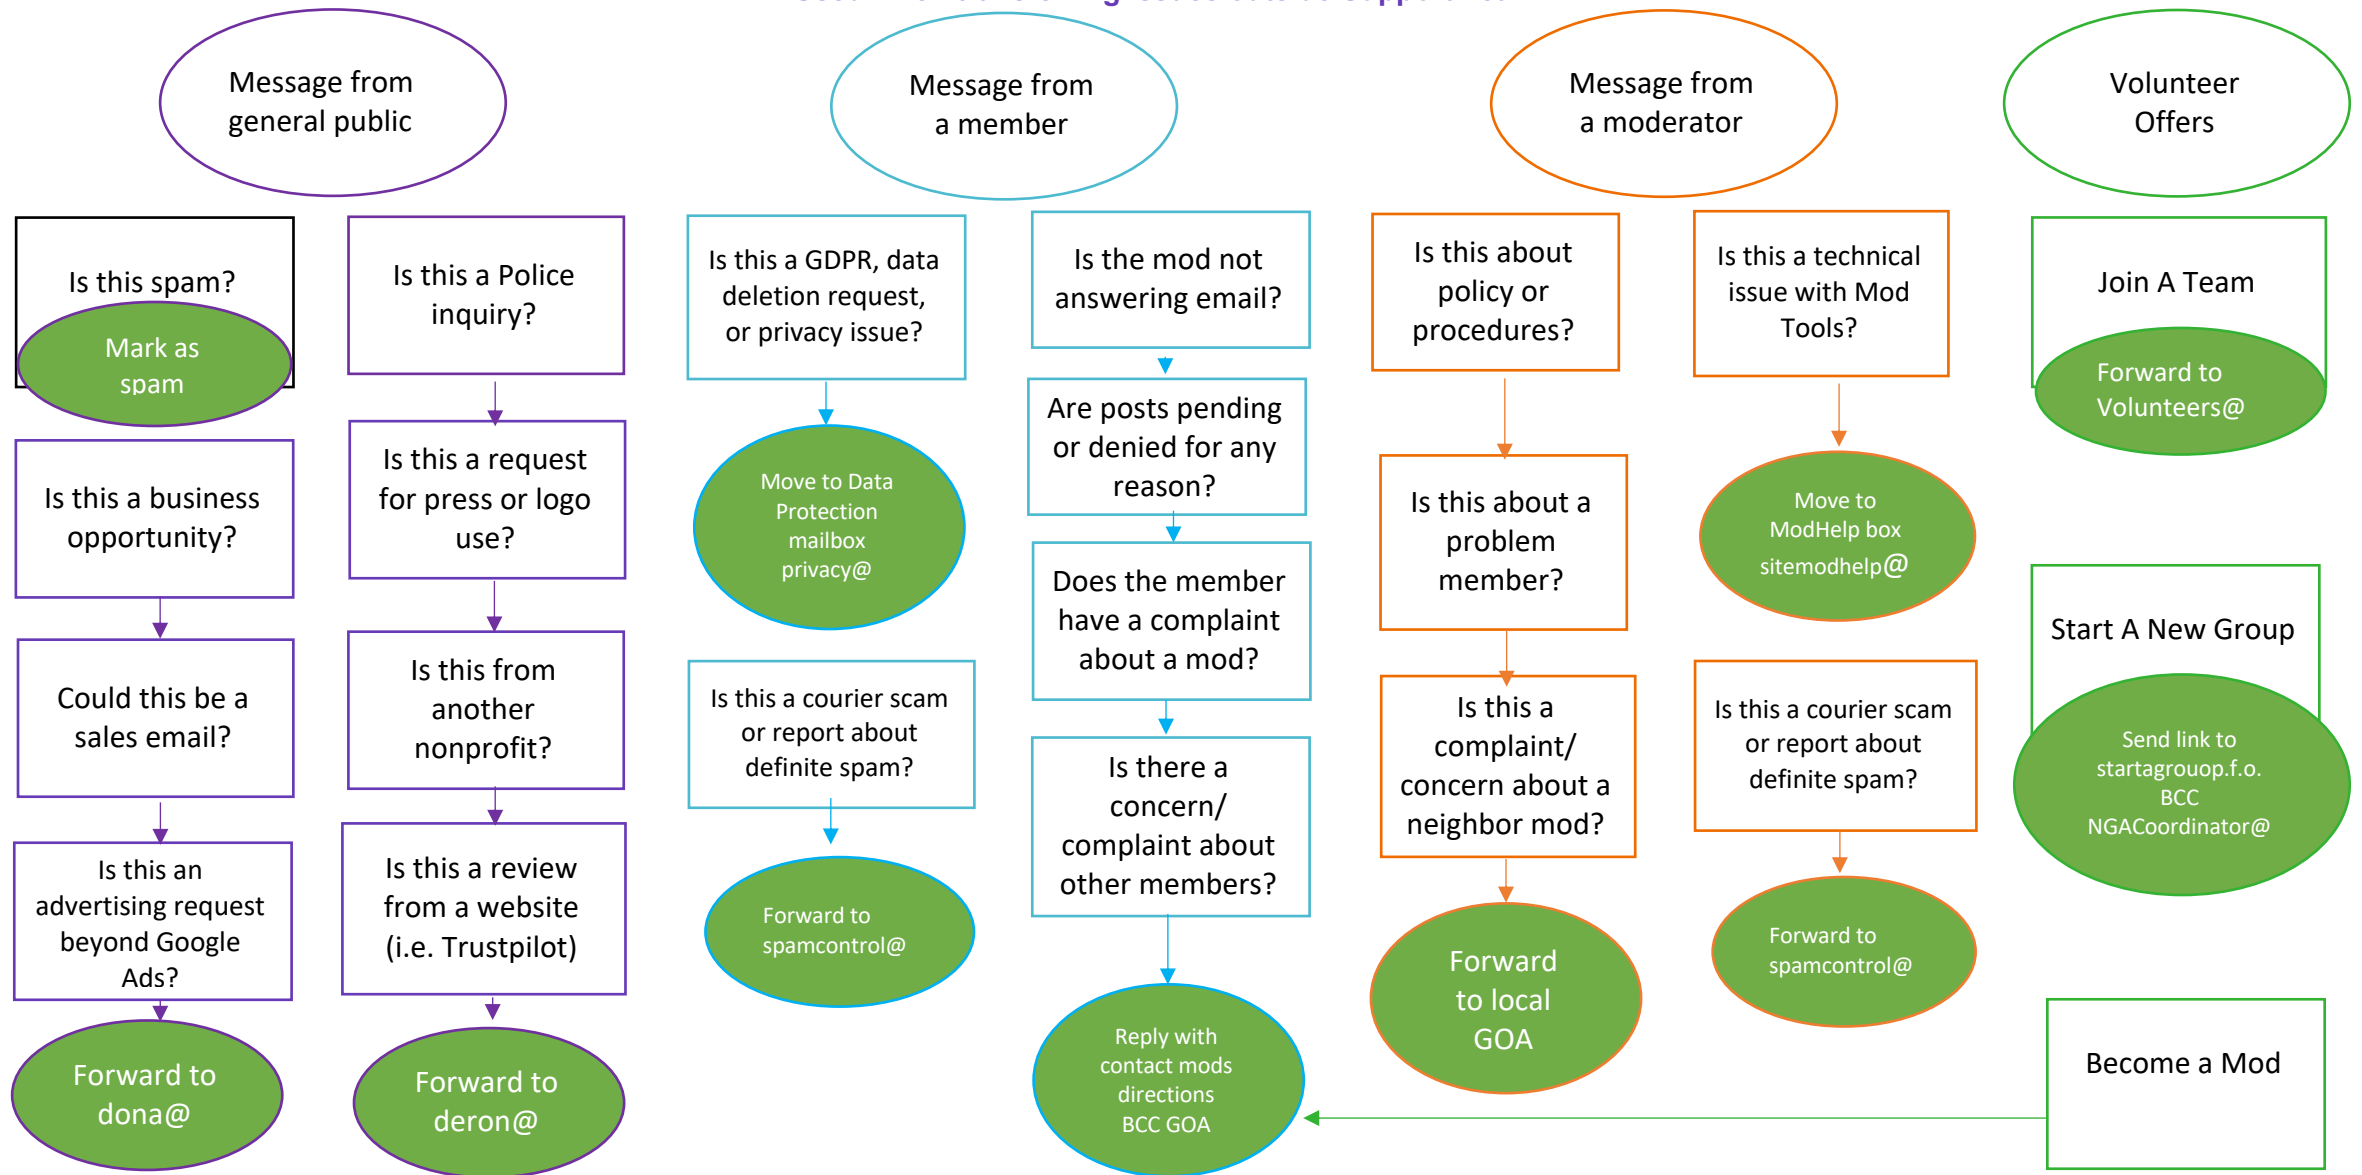 Message from
general public
Message from
a member
Message from
a moderator
Volunteer
Offers
Is this spam?
Mark as
spam
Is this a business
opportunity?
Could this be a
sales email?
Is this an
advertising request
beyond Google
Ads?
Forward to
dona@
Is this a Police
inquiry?
Is this a request
for press or logo
use?
Is this from
another
nonprofit?
Is this a review
from a website
(i.e. Trustpilot)
Forward to
deron@
Is this a GDPR, data
deletion request,
or privacy issue?
Move to Data
Protection
mailbox
privacy@
Is this a courier scam
or report about
definite spam?
Forward to
spamcontrol@
Is the mod not
answering email?
Are posts pending
or denied for any
reason?
Does the member
have a complaint
about a mod?
Is there a
concern/
complaint about
other members?
Reply with
contact mods
directions
BCC GOA
Is this about
policy or
procedures?
Is this about a
problem
member?
Is this a
complaint/
concern about a
neighbor mod?
Forward
to local
GOA
Is this a technical
issue with Mod
Tools?
Move to
ModHelp box
sitemodhelp@
Is this a courier scam
or report about
definite spam?
Forward to
spamcontrol@
Join A Team
Forward to
Volunteers@
Start A New Group
Send link to
startagrouop.f.o.
BCC
NGACoordinator@
Become a Mod